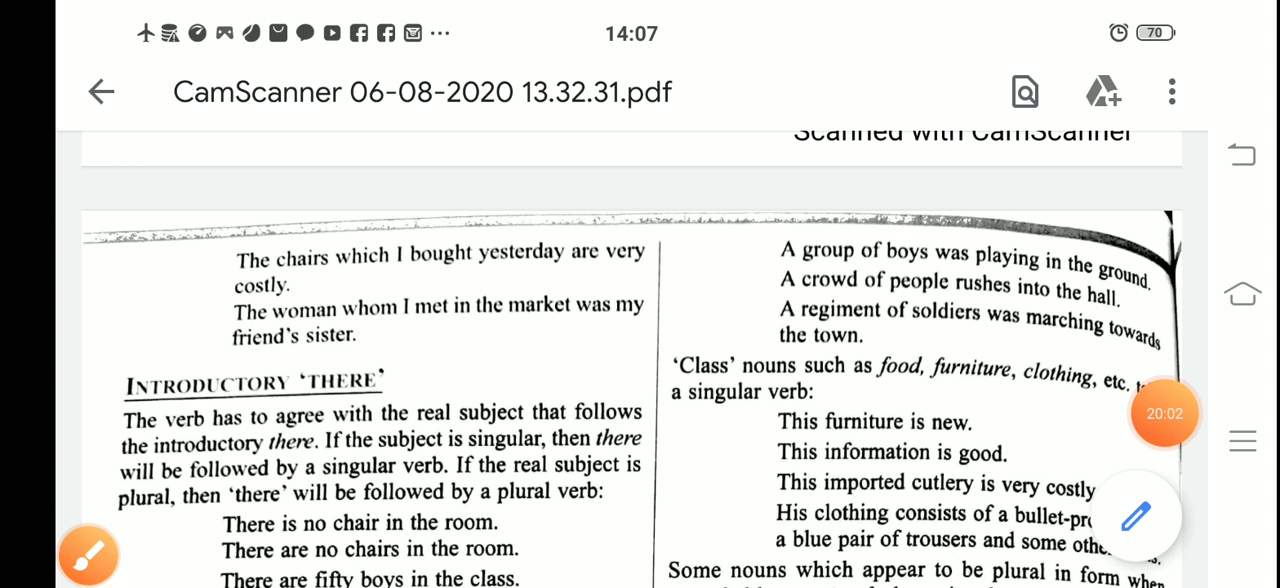 14:07
70
CamScanner 06-08-2020 13.32.31.pdf
Scanned with CamScanner
The chairs which I bought yesterday are very
costly.
The woman whom I met in the market was my
friend's sister.
INTRODUCTORY 'THERE'
The verb has to agree with the real subject that follows
the introductory there. If the subject is singular, then there
will be followed by a singular verb. If the real subject is
plural, then 'there' will be followed by a plural verb:
There is no chair in the room.
There are no chairs in the room.
There are fifty boys in the class.
A group of boys was playing in the ground.
A crowd of people rushes into the hall.
A regiment of soldiers was marching towards
the town.
'Class' nouns such as food, furniture, clothing, etc.
a singular verb:
This furniture is new.
This information is good.
This imported cutlery is very costly
His clothing consists of a
a blue pair of trousers and some
Some nouns which appear to be plural in form when
20:02